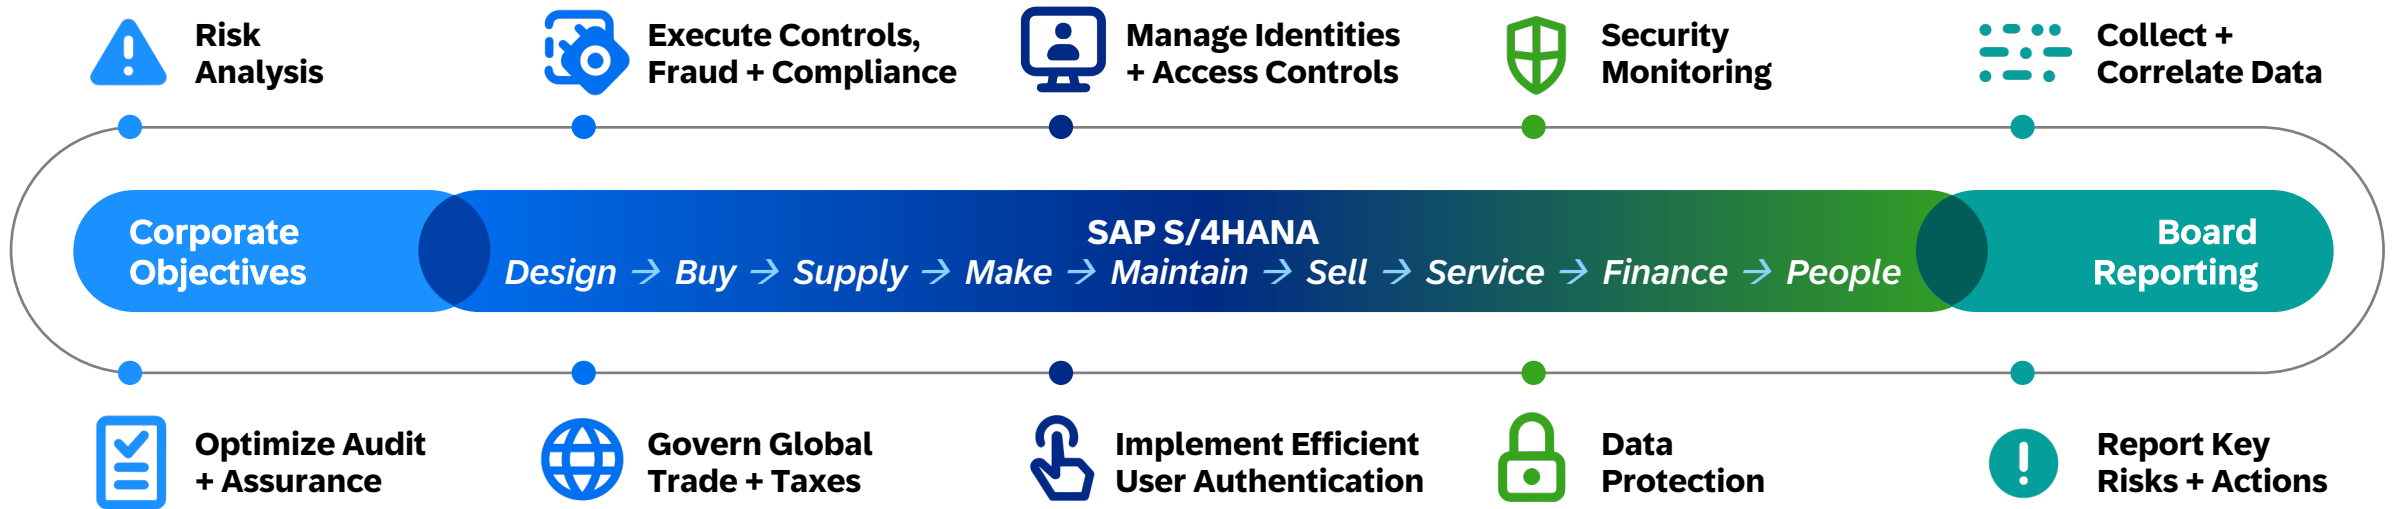 Risk
Analysis
Execute Controls,
Fraud + Compliance
Manage Identities
+ Access Controls
Security
Monitoring
Collect +
Correlate Data
Corporate
Objectives
SAP S/4HANA
Design → Buy → Supply → Make → Maintain → Sell → Service → Finance → People
Board
Reporting
Optimize Audit
+ Assurance
Govern Global
Trade + Taxes
Implement Efficient
User Authentication
Data
Protection
Report Key
Risks + Actions